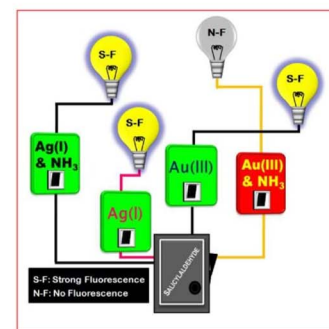 N-F
S-F
S-F
S-F
Ag(I)
& NH₃
Au(III)
Au(III)
& NH₃
Ag(I)
SALICYLALDEHYDE
S-F: Strong Fluorescence
N-F: No Fluorescence